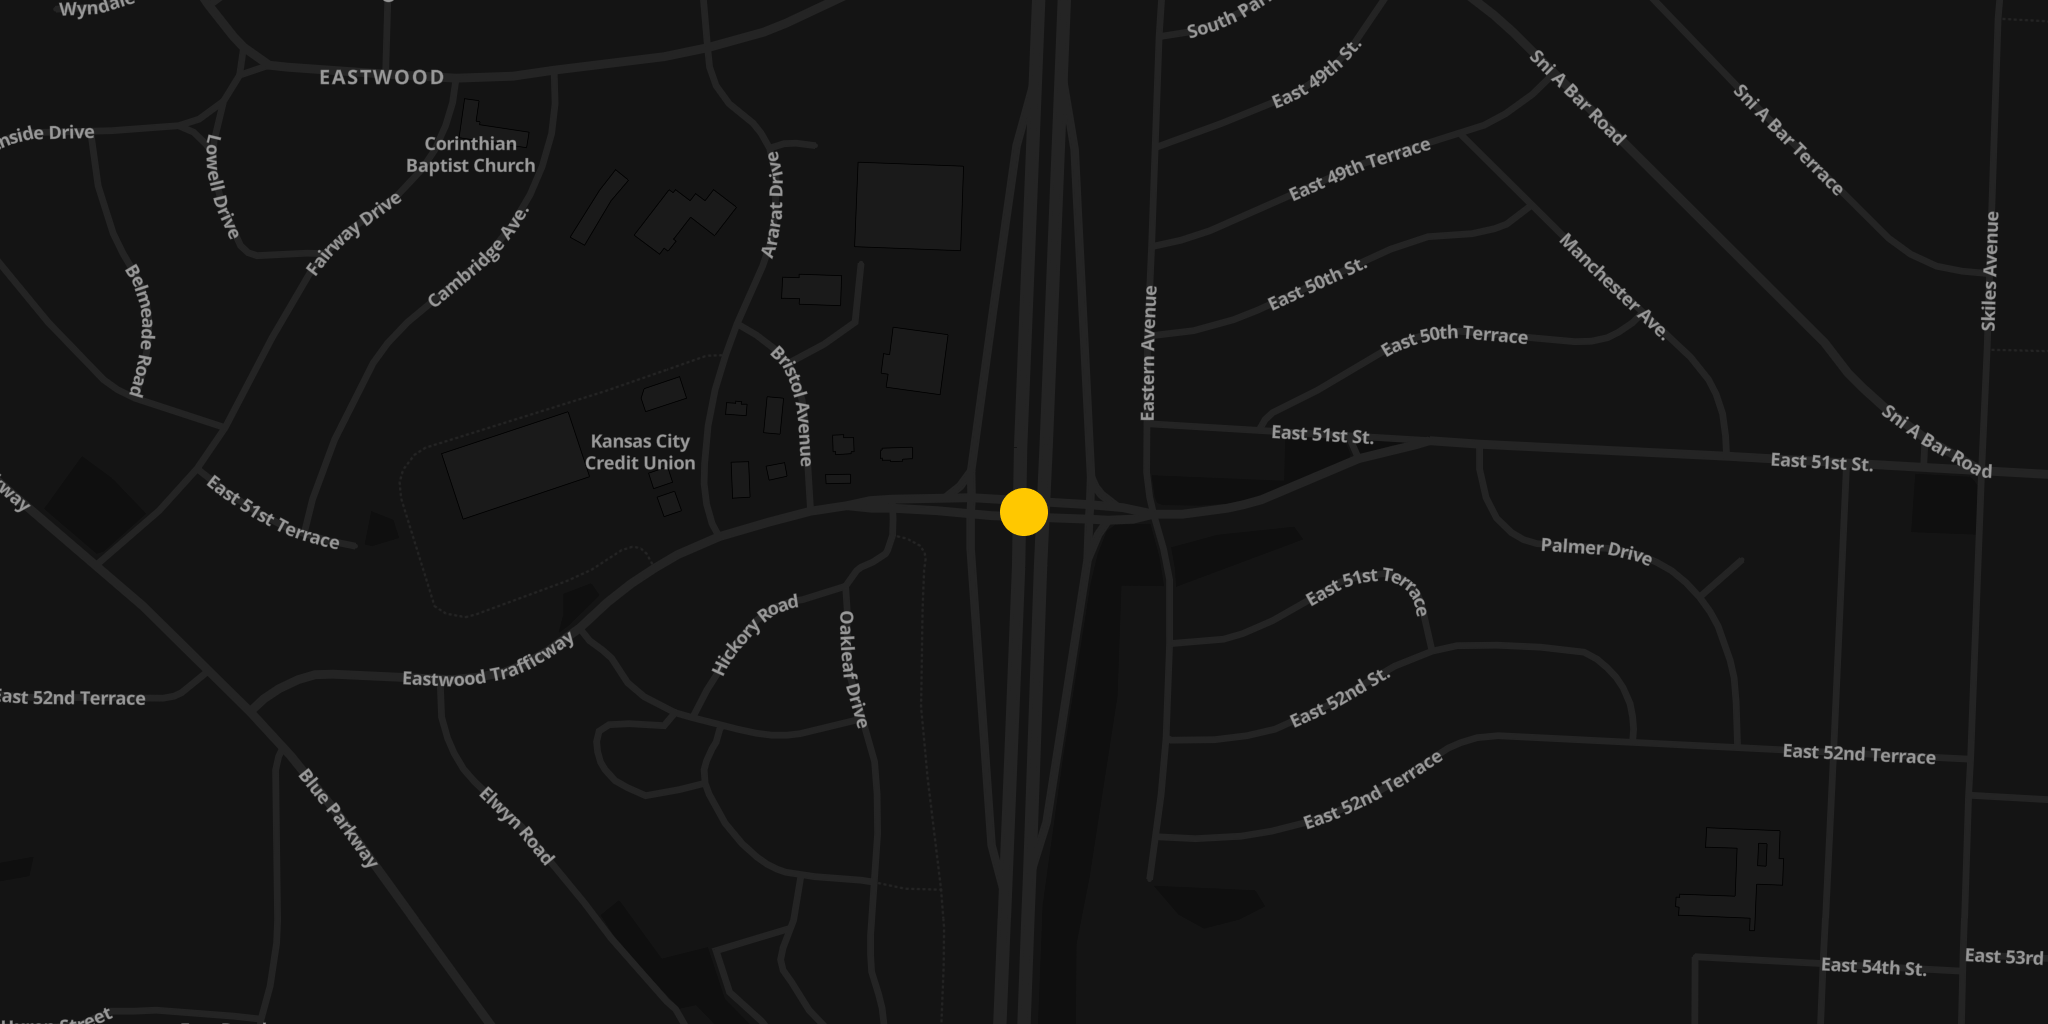 Wyndale
South Par
East 49th St.
Sni A Bar Road
Sni A Bar Terrace
EASTWOOD
nside Drive
Corinthian
Baptist Church
Lowell Drive
Fairway Drive
Cambridge Ave.
Ararat Drive
East 49th Terrace
Manchester Ave.
Skiles Avenue
East 50th St.
Belmeade Road
Eastern Avenue
East 50th Terrace
Bristol Avenue
Kansas City
Credit Union
East 51st St.
East 51st St.
Sni A Bar Road
kway
East 51st Terrace
Palmer Drive
East 51st Terrace
Hickory Road
Oakleaf Drive
Eastwood Trafficway
East 52nd Terrace
East 52nd St.
East 52nd Terrace
East 52nd Terrace
Blue Parkway
Elwyn Road
East 53rd
East 54th St.
Street